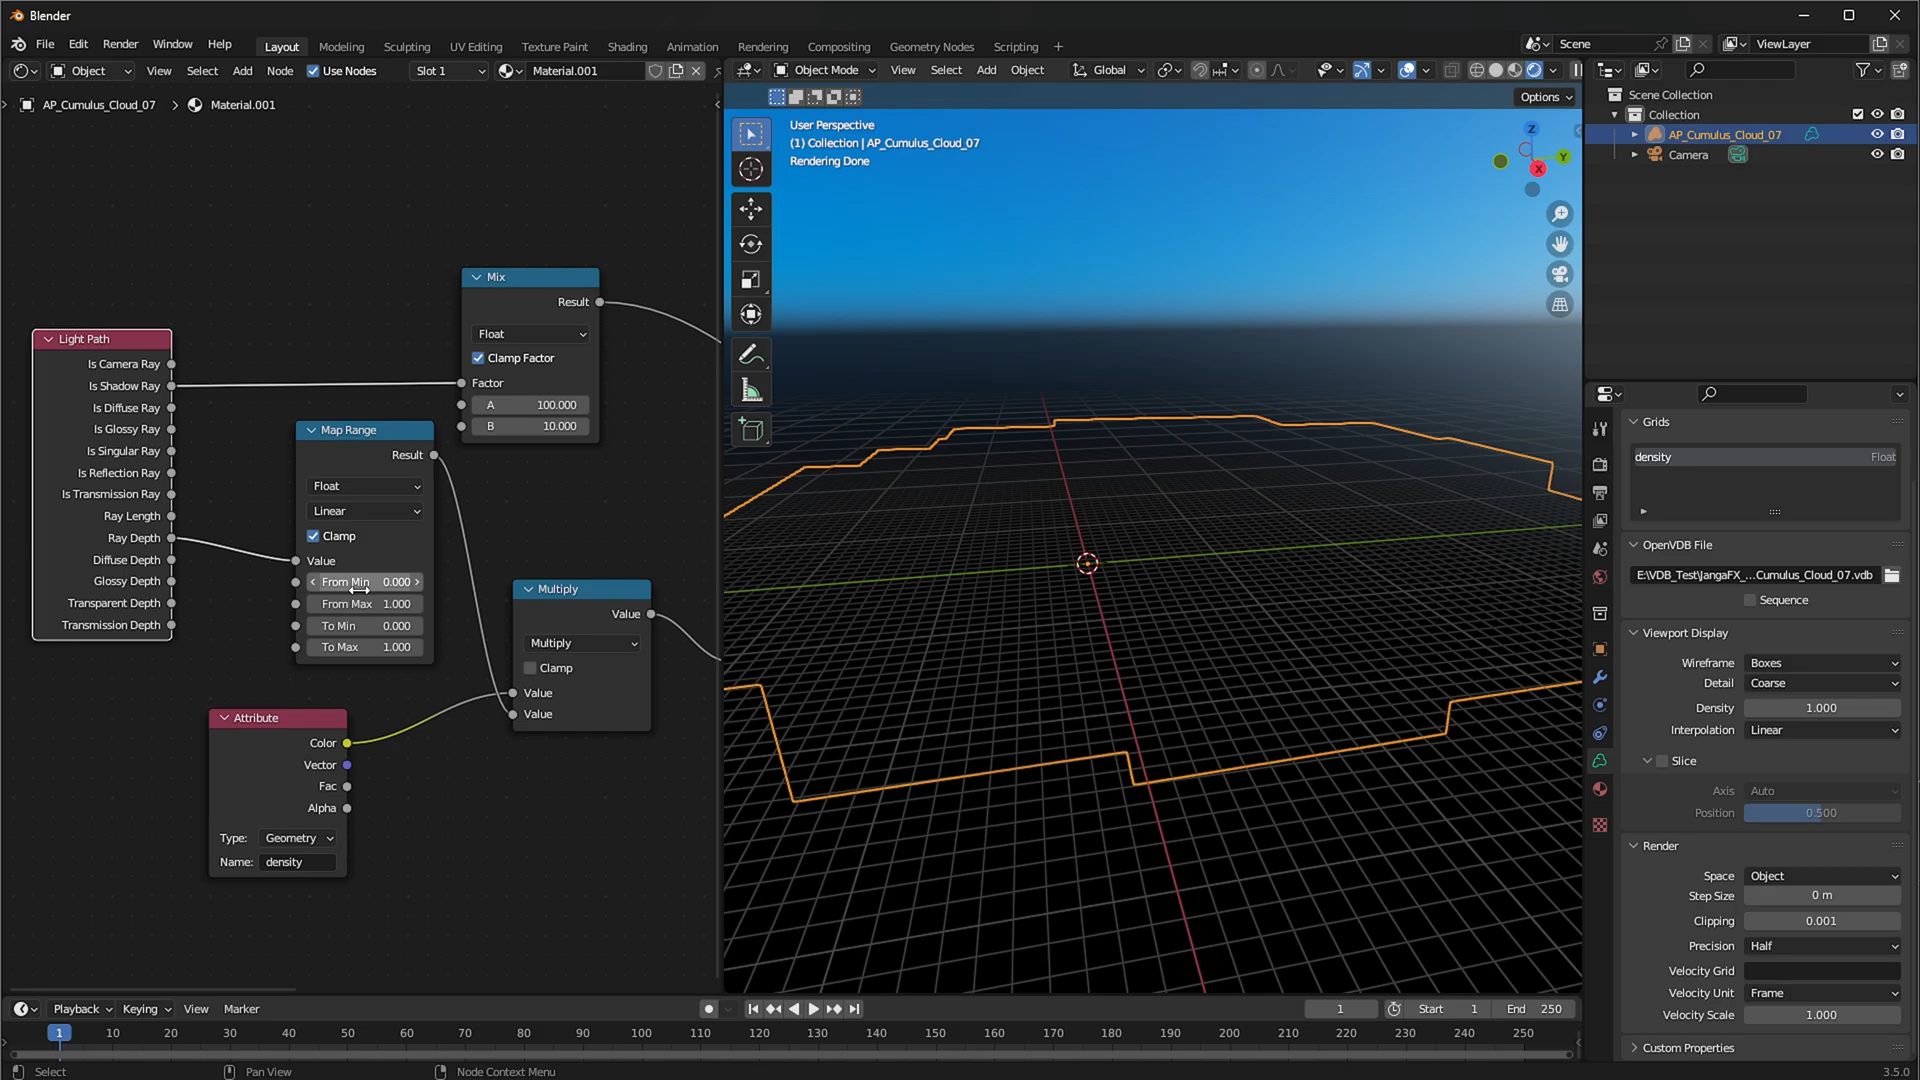 Blender
File Edit Render Window Help
Layout Modeling Sculpting UV Editing Texture Paint Shading Animation Rendering Compositing Geometry Nodes Scripting +
Scene
ViewLayer
Object View Select Add Node Use Nodes Slot 1 Material.001
Object Mode View Select Add Object Global
AP_Cumulus_Cloud_07 > Material.001
Options
User Perspective
(1) Collection | AP_Cumulus_Cloud_07
Rendering Done
Z
Y
X
Scene Collection
Collection
AP_Cumulus_Cloud_07
Camera
Mix
Result
Float
Clamp Factor
Factor
A 100.000
B 10.000
Light Path
Is Camera Ray
Is Shadow Ray
Is Diffuse Ray
Is Glossy Ray
Is Singular Ray
Is Reflection Ray
Is Transmission Ray
Ray Length
Ray Depth
Diffuse Depth
Glossy Depth
Transparent Depth
Transmission Depth
Map Range
Result
Float
Linear
Clamp
Value
From Min 0.000
From Max 1.000
To Min 0.000
To Max 1.000
Multiply
Value
Multiply
Clamp
Value
Value
Attribute
Color
Vector
Fac
Alpha
Type: Geometry
Name: density
Grids
density Float
OpenVDB File
E:\VDB_Test\JangaFX_...Cumulus_Cloud_07.vdb
Sequence
Viewport Display
Wireframe Boxes
Detail Coarse
Density 1.000
Interpolation Linear
Slice
Axis Auto
Position 0.500
Render
Space Object
Step Size 0 m
Clipping 0.001
Precision Half
Velocity Grid
Velocity Unit Frame
Velocity Scale 1.000
Custom Properties
Playback Keying View Marker
1
Start 1 End 250
1 10 20 30 40 50 60 70 80 90 100 110 120 130 140 150 160 170 180 190 200 210 220 230 240 250
Select Pan View Node Context Menu
3.5.0